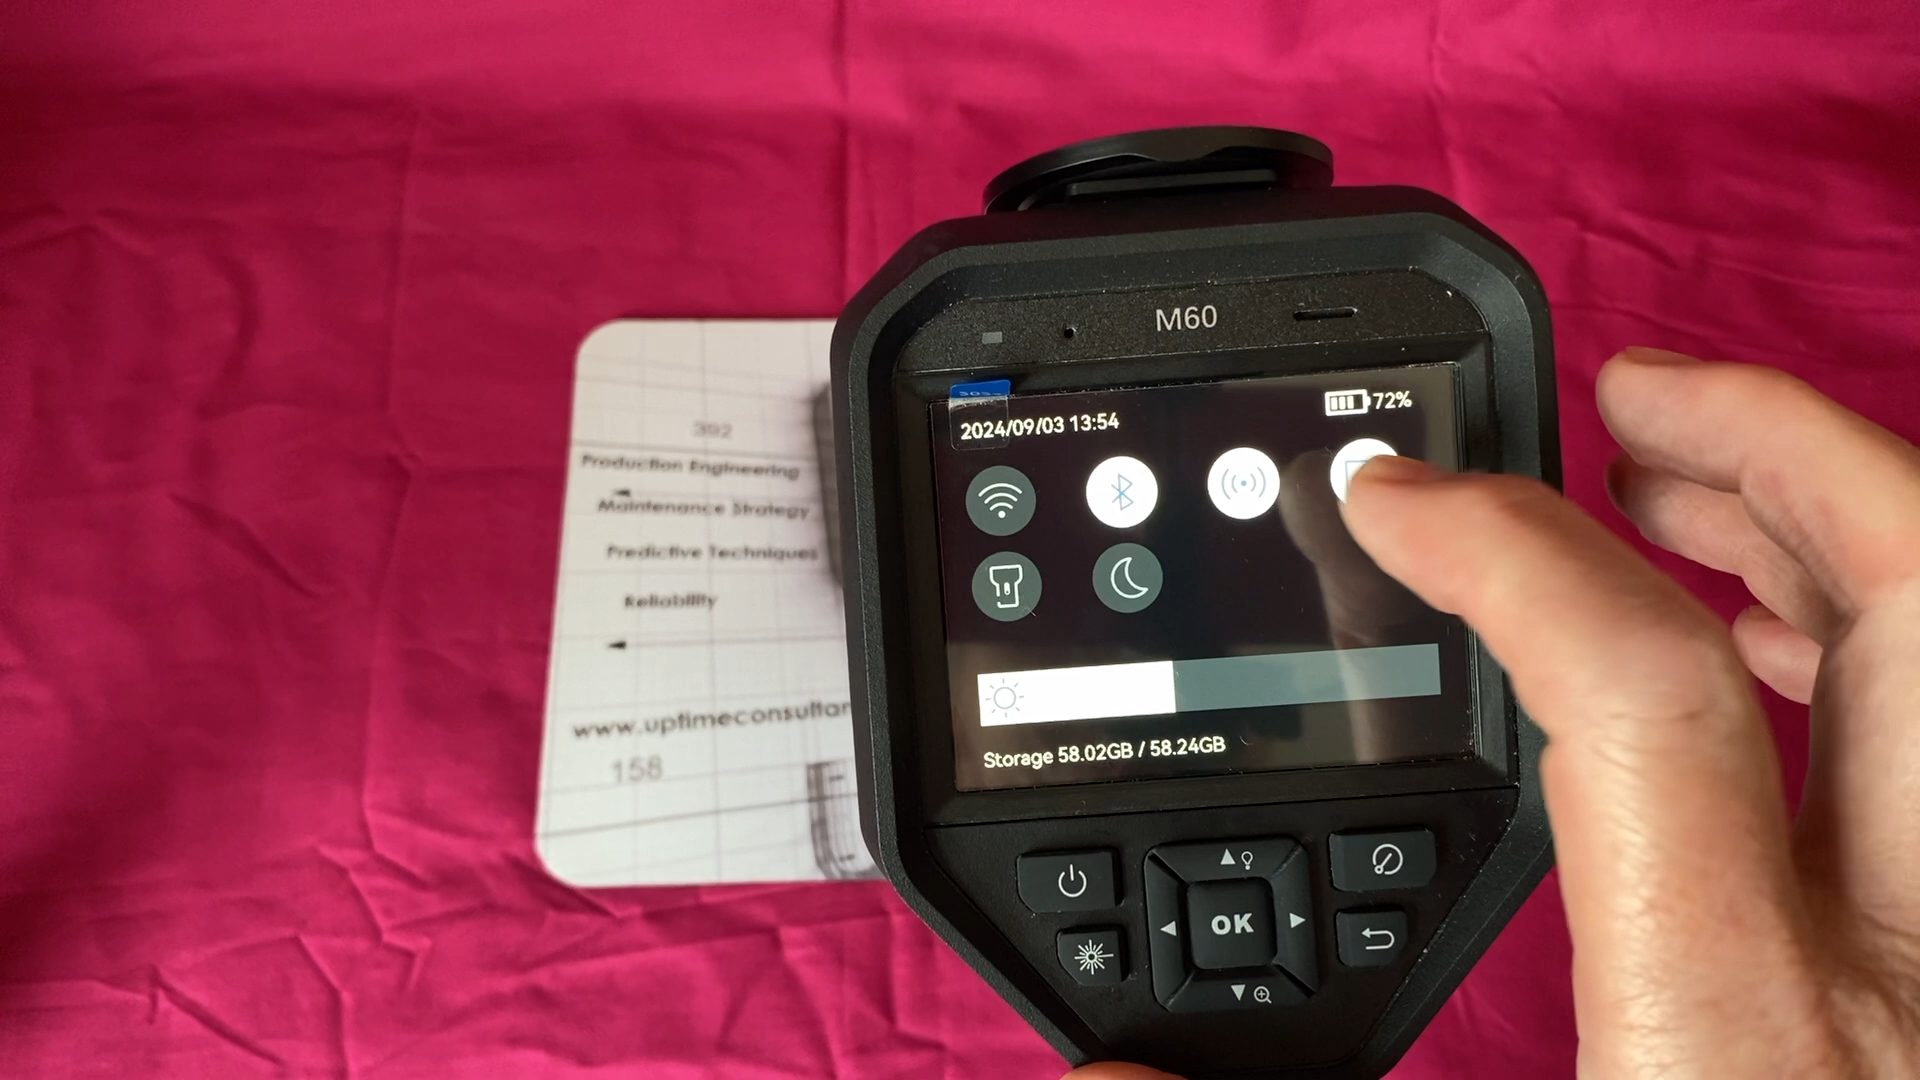 M60
72%
2024/09/03 13:54
Storage 58.02GB / 58.24GB
OK
392
Production Engineering
Maintenance Strategy
Predictive Techniques
Reliability
www.uptimeconsultan
158